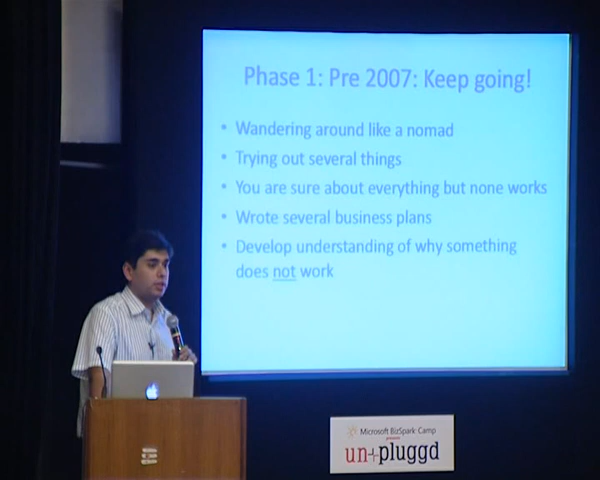 Phase 1: Pre 2007: Keep going!
• Wandering around like a nomad
• Trying out several things
• You are sure about everything but none works
• Wrote several business plans
• Develop understanding of why something
does not work
Microsoft BizSpark Camp
un+pluggd